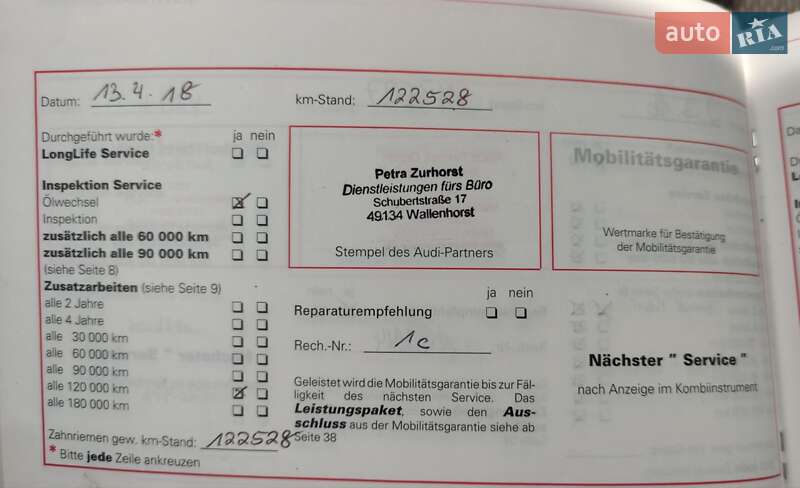 auto RIA.com
Datum: 13.4.18 km-Stand: 122528
Durchgeführt wurde:* ja nein
LongLife Service
Inspektion Service
Ölwechsel
Inspektion
zusätzlich alle 60 000 km
zusätzlich alle 90 000 km
(siehe Seite 8)
Zusatzarbeiten (siehe Seite 9)
alle 2 Jahre
alle 4 Jahre
alle 30 000 km
alle 60 000 km
alle 90 000 km
alle 120 000 km
alle 180 000 km
Zahnriemen gew. km-Stand: 122528
* Bitte jede Zeile ankreuzen
Petra Zurhorst
Dienstleistungen fürs Büro
Schubertstraße 17
49134 Wallenhorst
Stempel des Audi-Partners
ja nein
Reparaturempfehlung
Rech.-Nr.: 1c
Geleistet wird die Mobilitätsgarantie bis zur Fäl-
ligkeit des nächsten Service. Das
Leistungspaket, sowie den Aus-
schluss aus der Mobilitätsgarantie siehe ab
Seite 38
Mobilitätsgarantie
Wertmarke für Bestätigung
der Mobilitätsgarantie
Nächster " Service "
nach Anzeige im Kombiinstrument